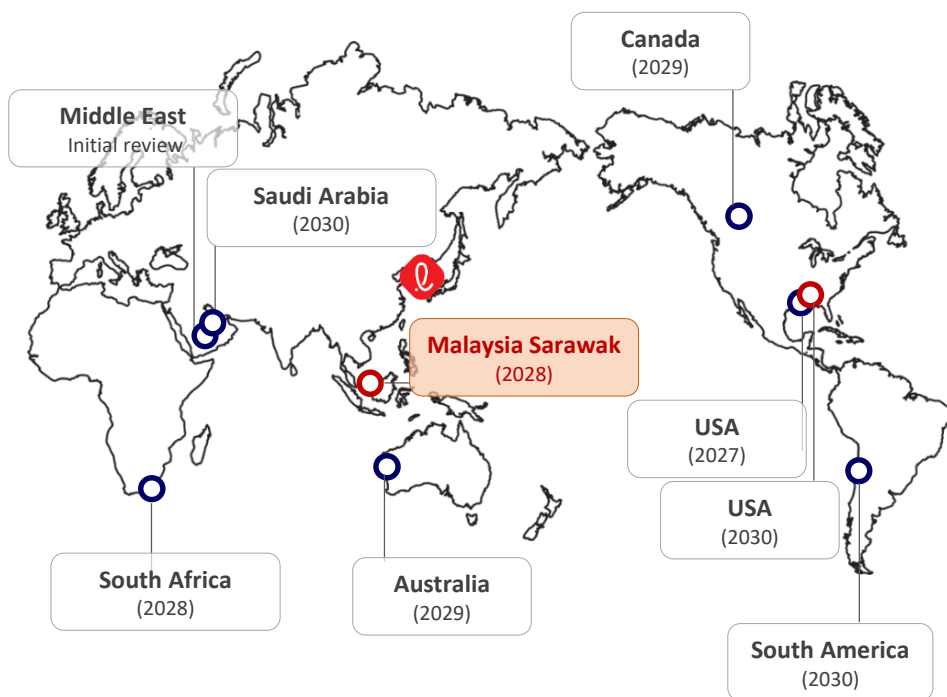 Canada
(2029)
Middle East
Initial review
Saudi Arabia
(2030)
Malaysia Sarawak
(2028)
USA
(2027)
USA
(2030)
South Africa
(2028)
Australia
(2029)
South America
(2030)